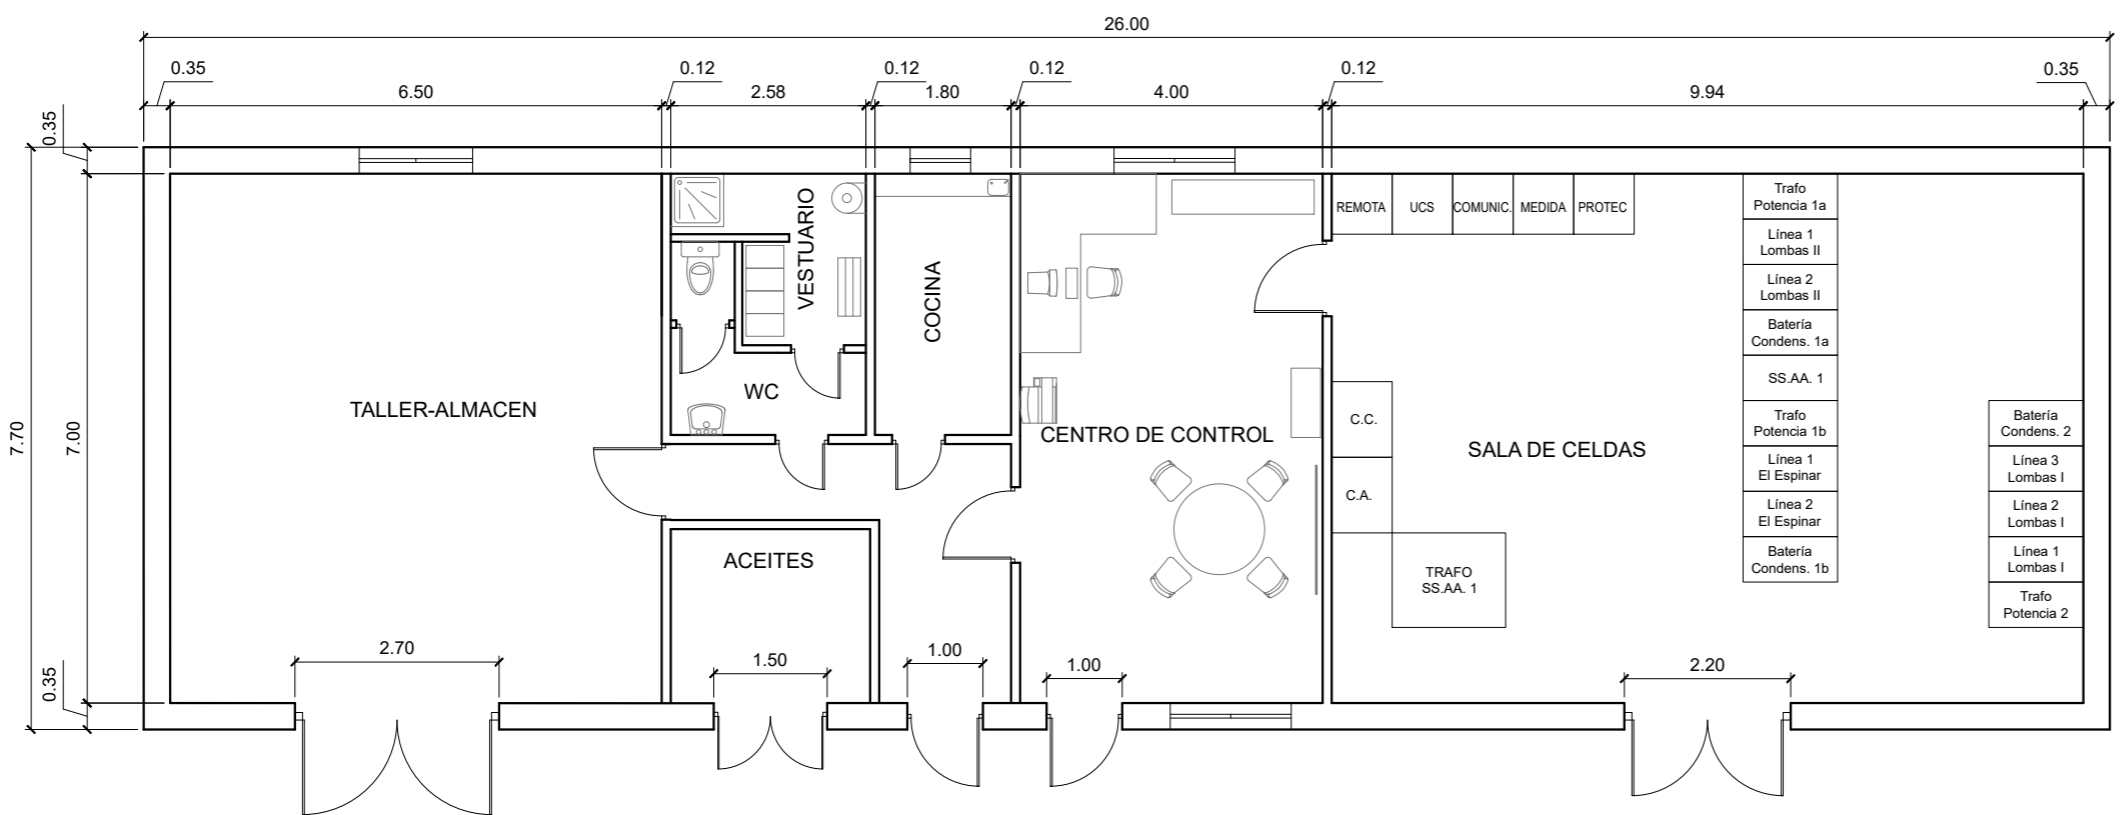 26.00
0.35
0.12
0.12
0.12
0.12
0.35
6.50
2.58
1.80
4.00
9.94
0.35
7.70
7.00
0.35
REMOTA
UCS
COMUNIC.
MEDIDA
PROTEC
Trafo
Potencia 1a
Línea 1
Lombas II
Línea 2
Lombas II
Batería
Condens. 1a
SS.AA. 1
Trafo
Potencia 1b
Línea 1
El Espinar
Línea 2
El Espinar
Batería
Condens. 1b
Batería
Condens. 2
Línea 3
Lombas I
Línea 2
Lombas I
Línea 1
Lombas I
Trafo
Potencia 2
VESTUARIO
COCINA
WC
TALLER-ALMACEN
CENTRO DE CONTROL
SALA DE CELDAS
C.C.
C.A.
TRAFO
SS.AA. 1
ACEITES
2.70
1.50
1.00
1.00
2.20